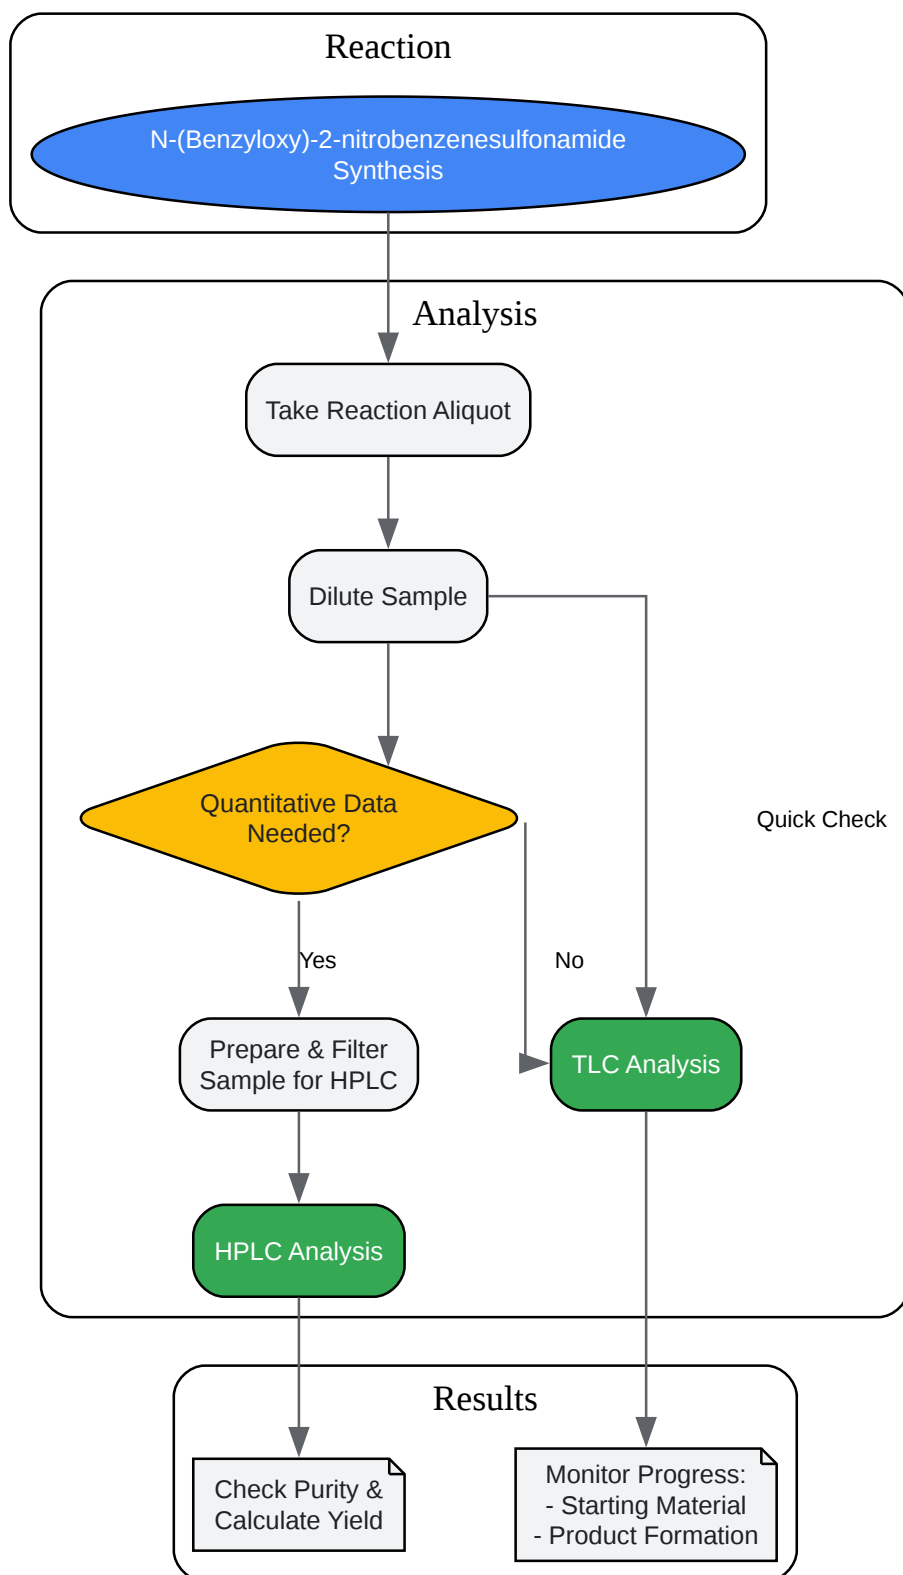 Reaction
N-(Benzyloxy)-2-nitrobenzenesulfonamide
Synthesis
Analysis
Take Reaction Aliquot
Dilute Sample
Quantitative Data
Needed?
Quick Check
Yes
No
Prepare & Filter
Sample for HPLC
TLC Analysis
HPLC Analysis
Results
Check Purity &
Calculate Yield
Monitor Progress:
- Starting Material
- Product Formation